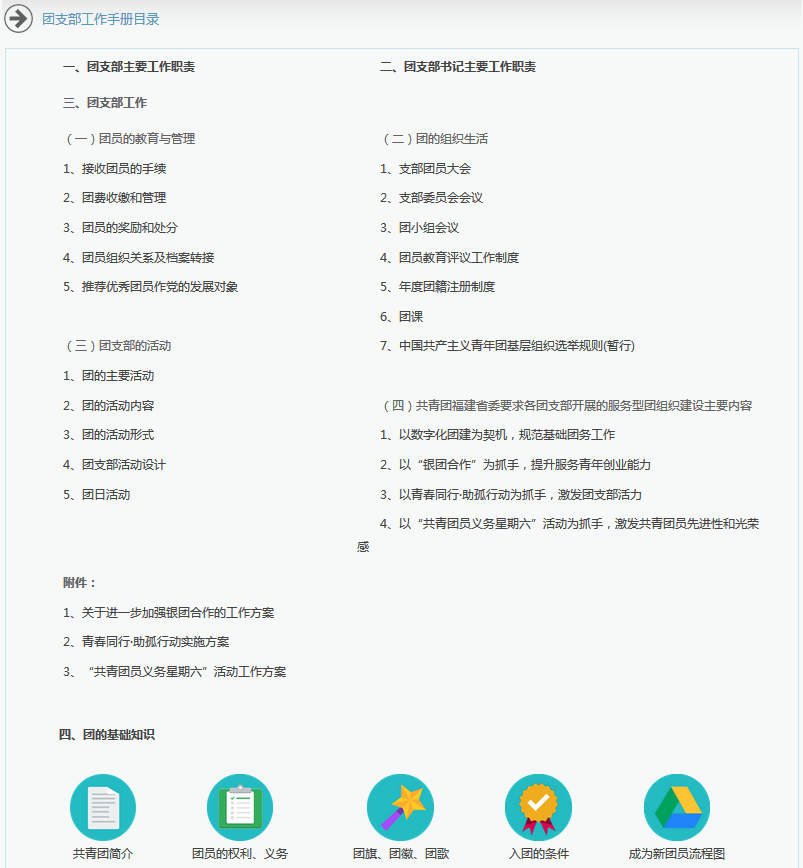 团支部工作手册目录
一、团支部主要工作职责
二、团支部书记主要工作职责
三、团支部工作
（一）团员的教育与管理
1、接收团员的手续
2、团费收缴和管理
3、团员的奖励和处分
4、团员组织关系及档案转接
5、推荐优秀团员作党的发展对象
（二）团的组织生活
1、支部团员大会
2、支部委员会会议
3、团小组会议
4、团员教育评议工作制度
5、年度团籍注册制度
6、团课
7、中国共产主义青年团基层组织选举规则(暂行)
（三）团支部的活动
1、团的主要活动
2、团的活动内容
3、团的活动形式
4、团支部活动设计
5、团日活动
（四）共青团福建省委要求各团支部开展的服务型团组织建设主要内容
1、以数字化团建为契机，规范基础团务工作
2、以“银团合作”为抓手，提升服务青年创业能力
3、以青春同行·助孤行动为抓手，激发团支部活力
4、以“共青团员义务星期六”活动为抓手，激发共青团员先进性和光荣
感
附件：
1、关于进一步加强银团合作的工作方案
2、青春同行·助孤行动实施方案
3、“共青团员义务星期六”活动工作方案
四、团的基础知识
共青团简介
团员的权利、义务
团旗、团徽、团歌
入团的条件
成为新团员流程图